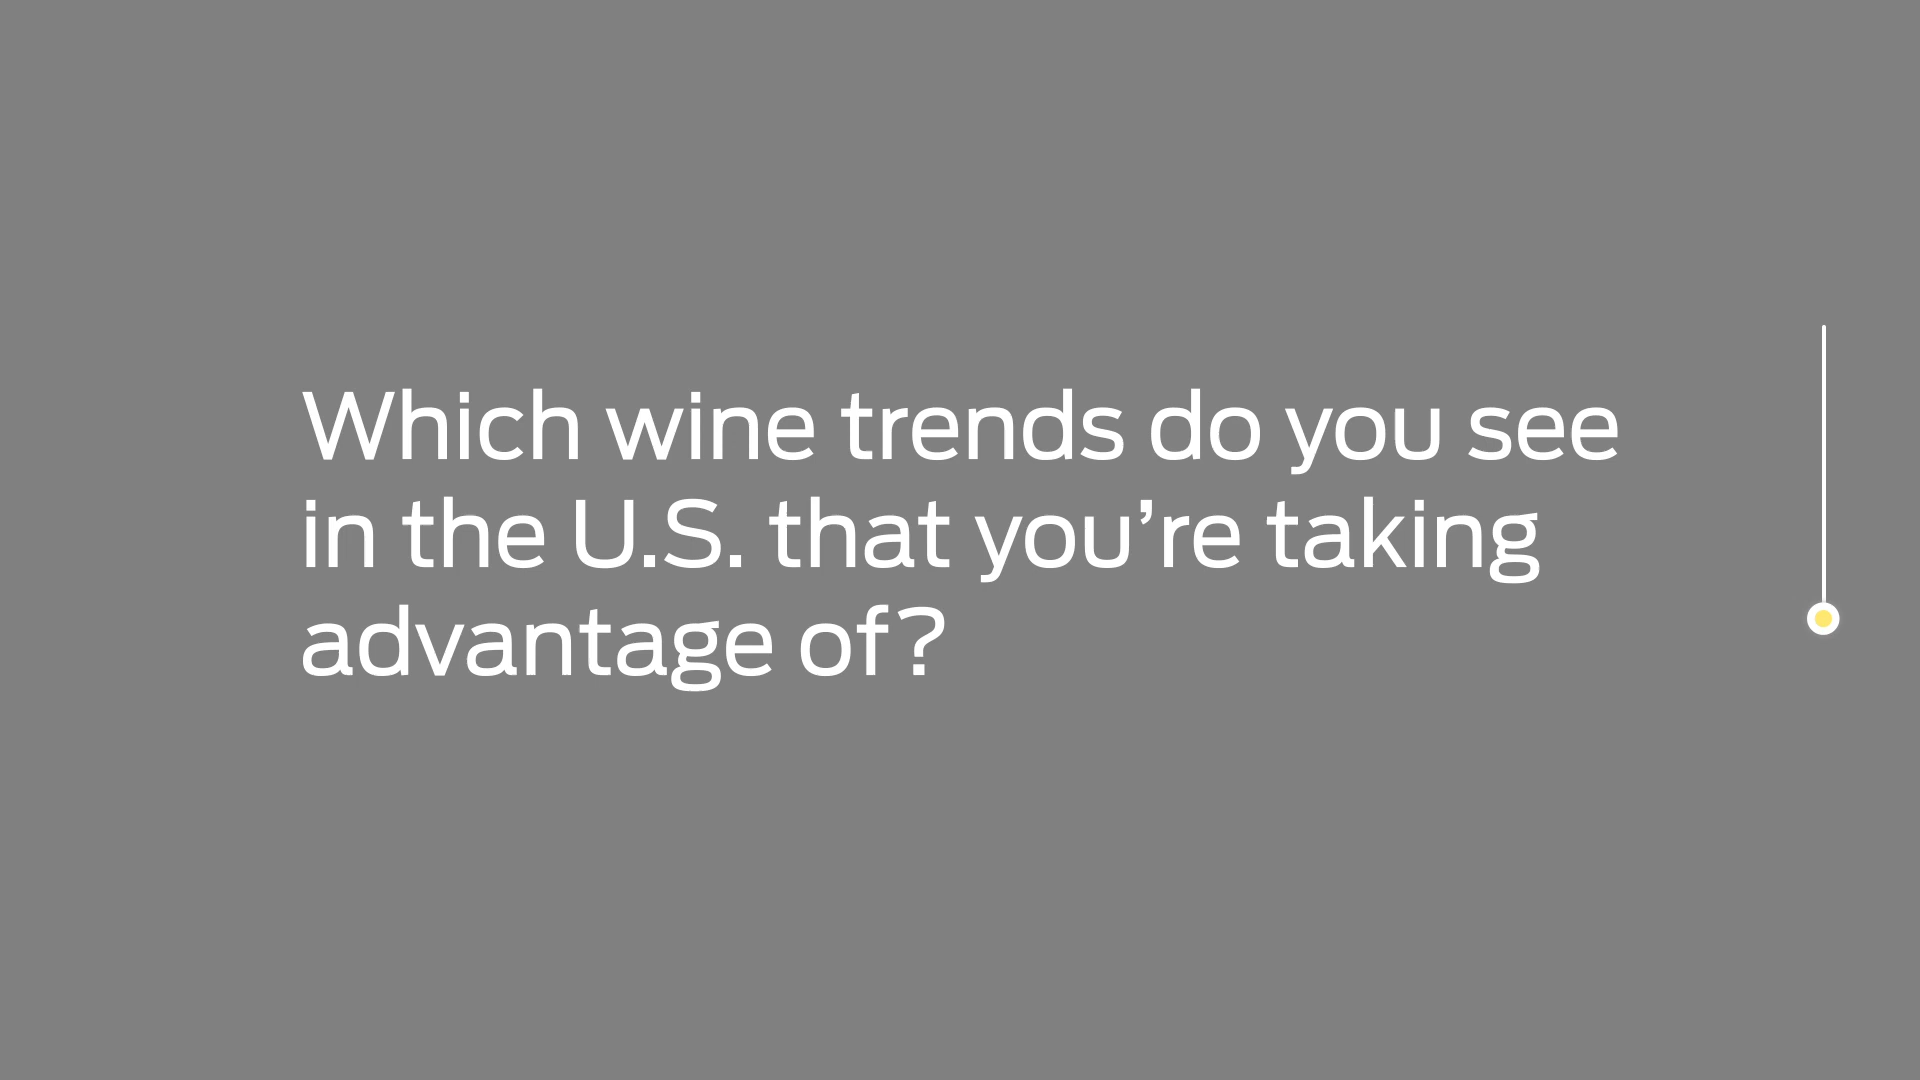 Which wine trends do you see
in the U.S. that you’re taking
advantage of?